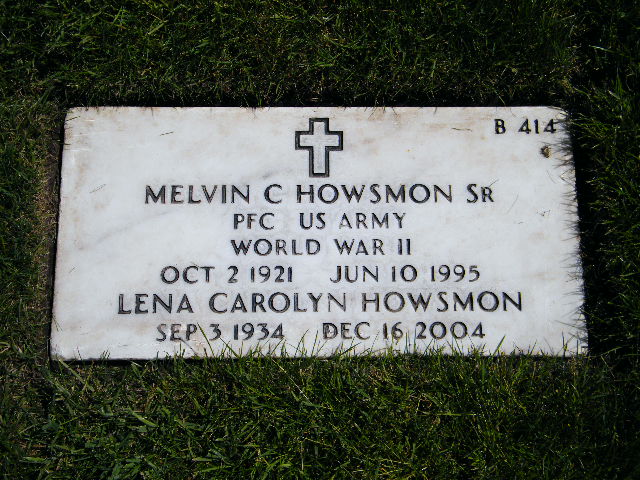 B 414
MELVIN C HOWSMON SR
PFC US ARMY
WORLD WAR II
OCT 2 1921 JUN 10 1995
LENA CAROLYN HOWSMON
SEP 3 1934 DEC 16 2004